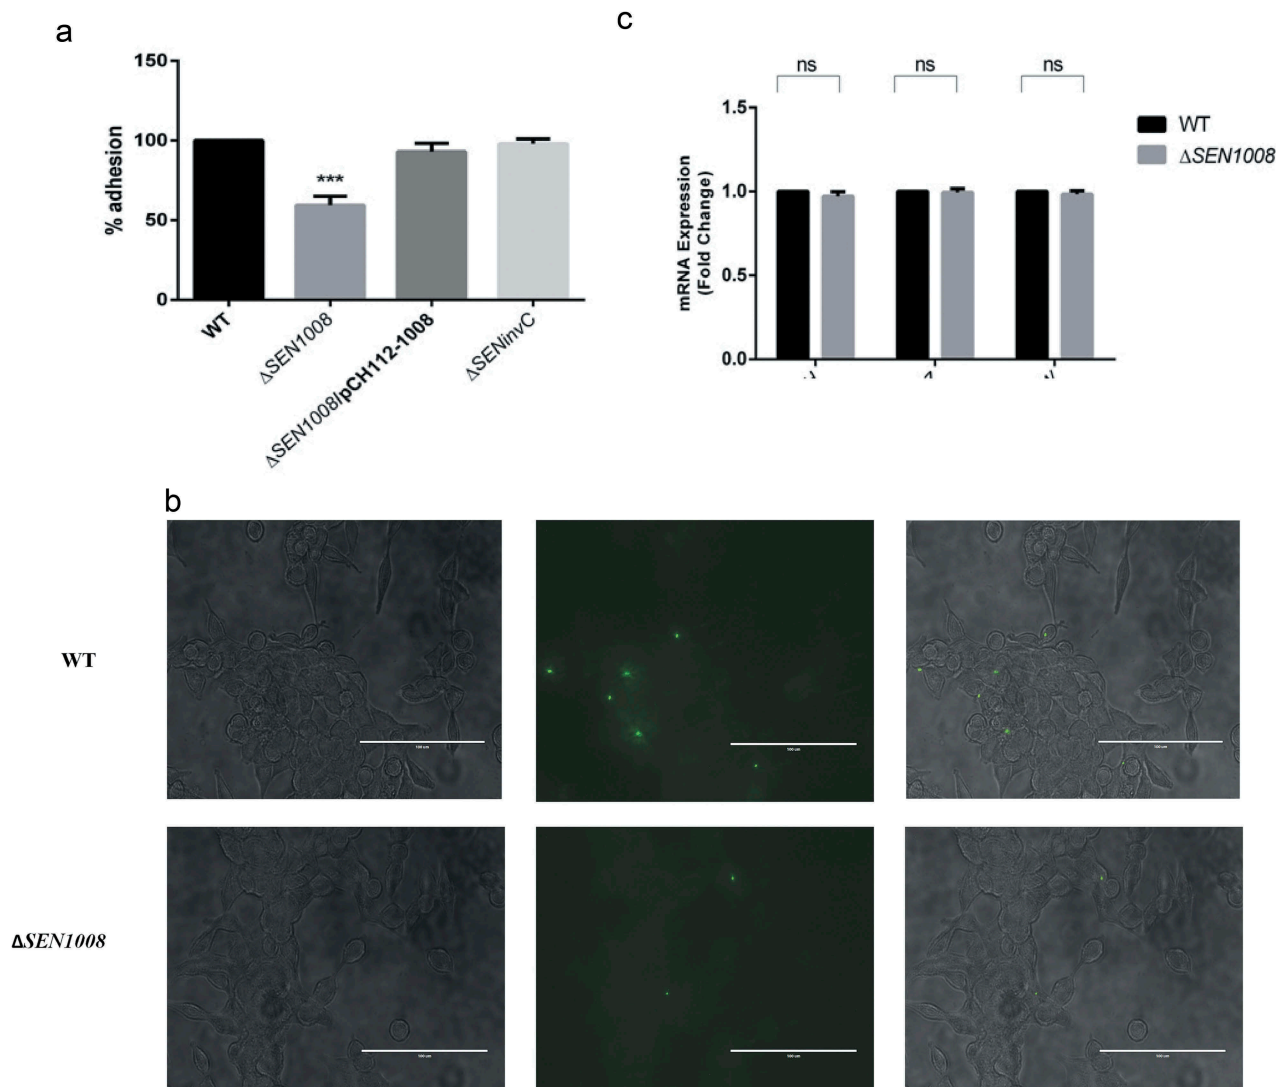 a
150
100
50
0
% adhesion
***
WT
ΔSEN1008
ΔSEN1008/pCH112-1008
ΔSENinvC
c
ns ns ns
1.5
1.0
0.5
0.0
mRNA Expression
(Fold Change)
WT
ΔSEN1008
b
WT
ΔSEN1008